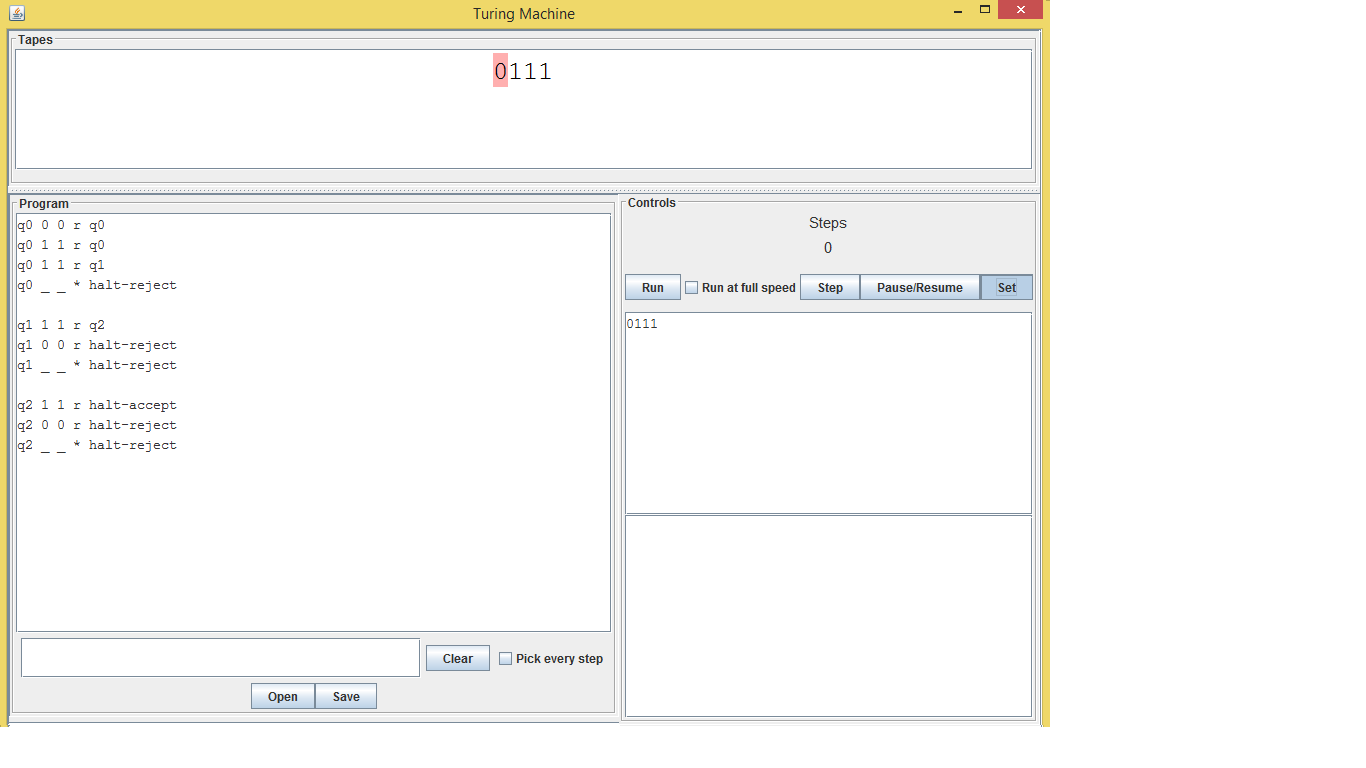 Turing Machine
Tapes
0111
Program
q0 0 0 r q0
q0 1 1 r q0
q0 1 1 r q1
q0 _ _ * halt-reject
q1 1 1 r q2
q1 0 0 r halt-reject
q1 _ _ * halt-reject
q2 1 1 r halt-accept
q2 0 0 r halt-reject
q2 _ _ * halt-reject
Clear
Pick every step
Open
Save
Controls
Steps
0
Run
Run at full speed
Step
Pause/Resume
Set
0111